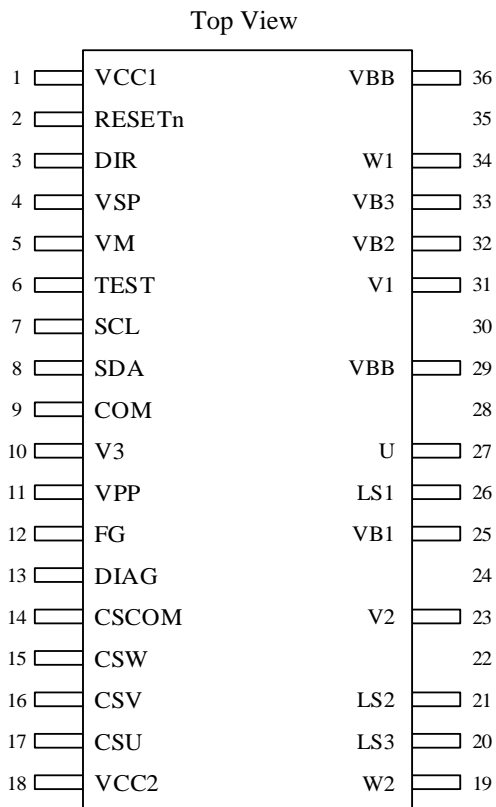 Top View
1 VCC1 VBB 36
2 RESETn 35
3 DIR W1 34
4 VSP VB3 33
5 VM VB2 32
6 TEST V1 31
7 SCL 30
8 SDA VBB 29
9 COM 28
10 V3 U 27
11 VPP LS1 26
12 FG VB1 25
13 DIAG 24
14 CSCOM V2 23
15 CSW 22
16 CSV LS2 21
17 CSU LS3 20
18 VCC2 W2 19